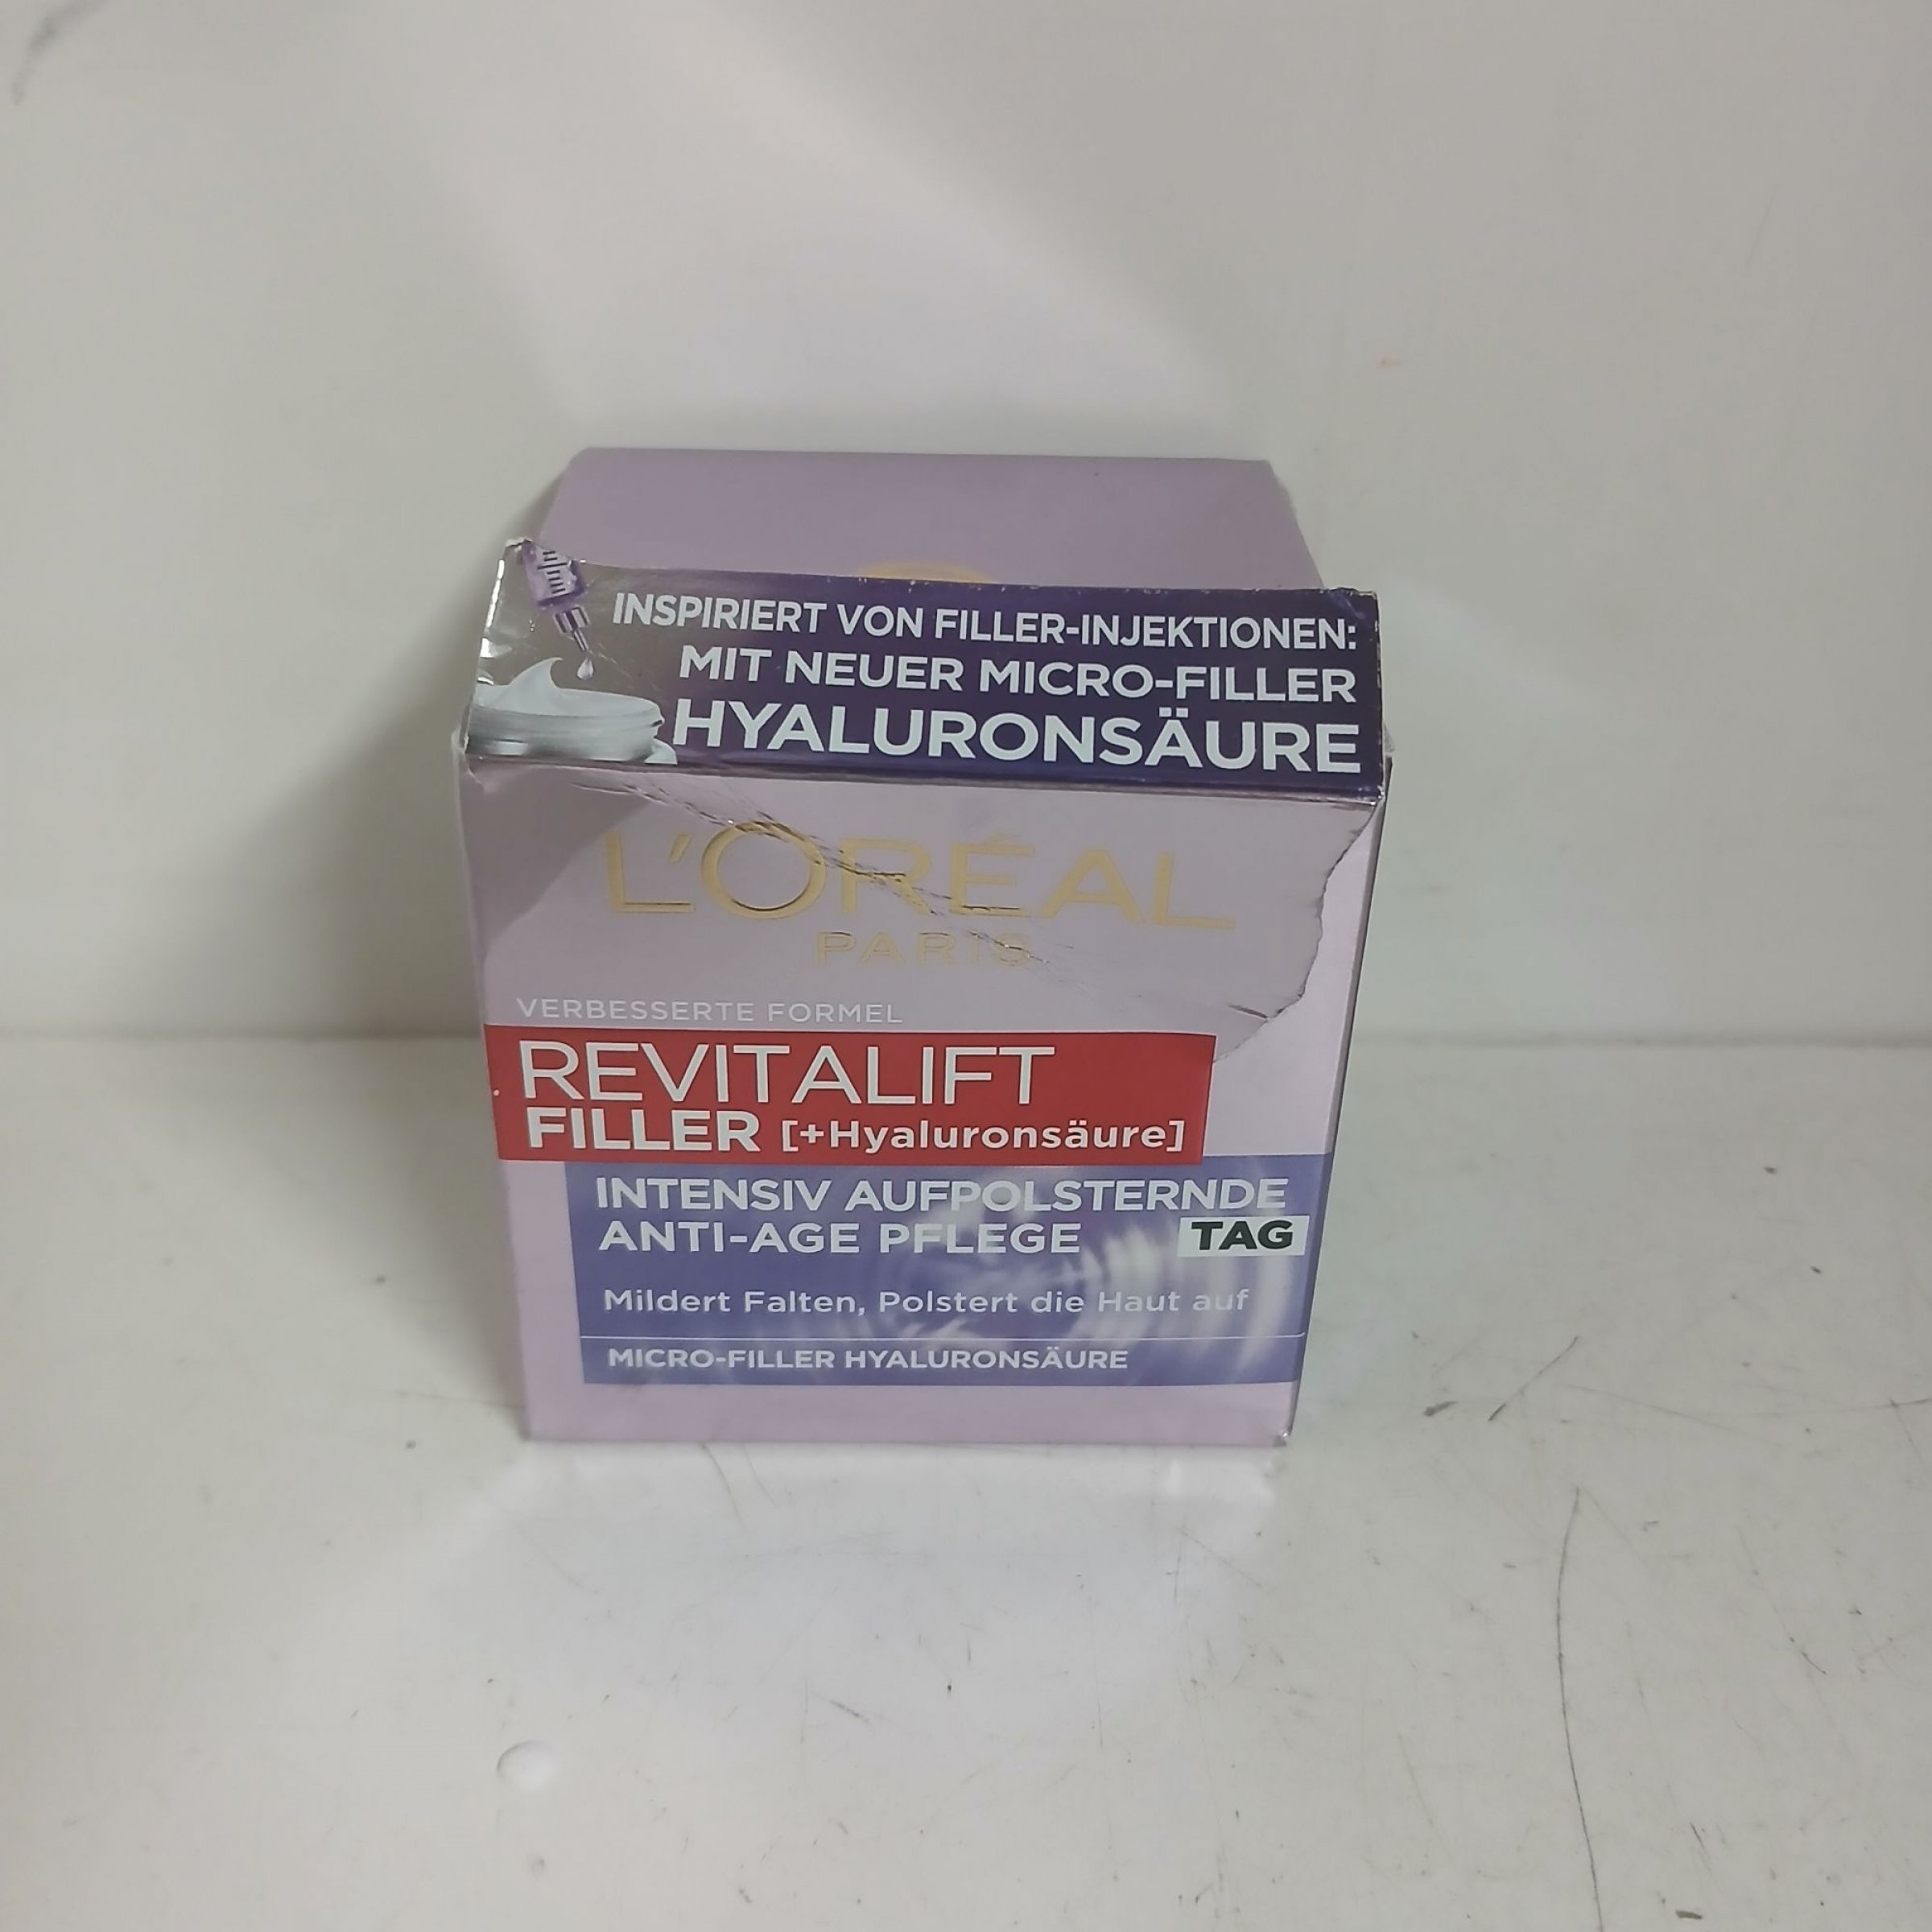 INSPIRIERT VON FILLER-INJEKTIONEN:
MIT NEUER MICRO-FILLER
HYALURONSÄURE
L'ORÉAL
PARIS
VERBESSERTE FORMEL
REVITALIFT
FILLER [+Hyaluronsäure]
INTENSIV AUFPOLSTERNDE
ANTI-AGE PFLEGE TAG
Mildert Falten, Polstert die Haut auf
MICRO-FILLER HYALURONSÄURE